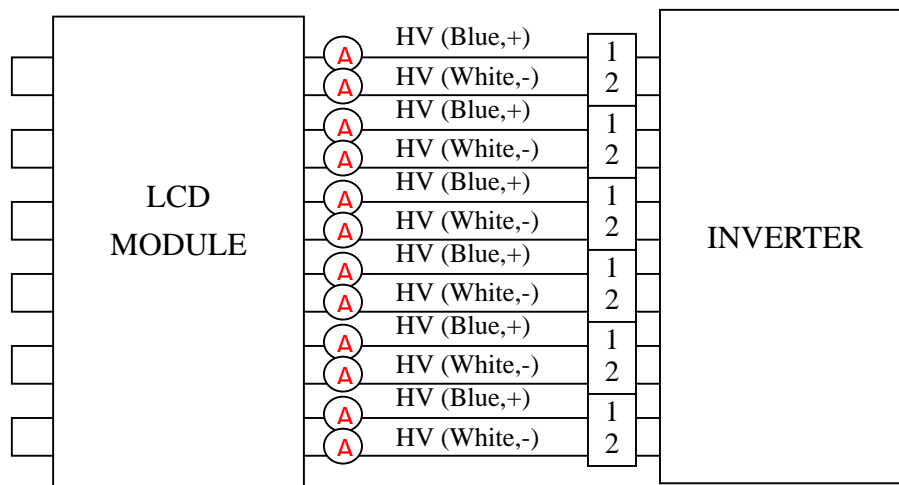 LCD
MODULE
A HV (Blue,+) 1
A HV (White,-) 2
A HV (Blue,+) 1
A HV (White,-) 2
A HV (Blue,+) 1
A HV (White,-) 2
A HV (Blue,+) 1
A HV (White,-) 2
A HV (Blue,+) 1
A HV (White,-) 2
A HV (Blue,+) 1
A HV (White,-) 2
INVERTER